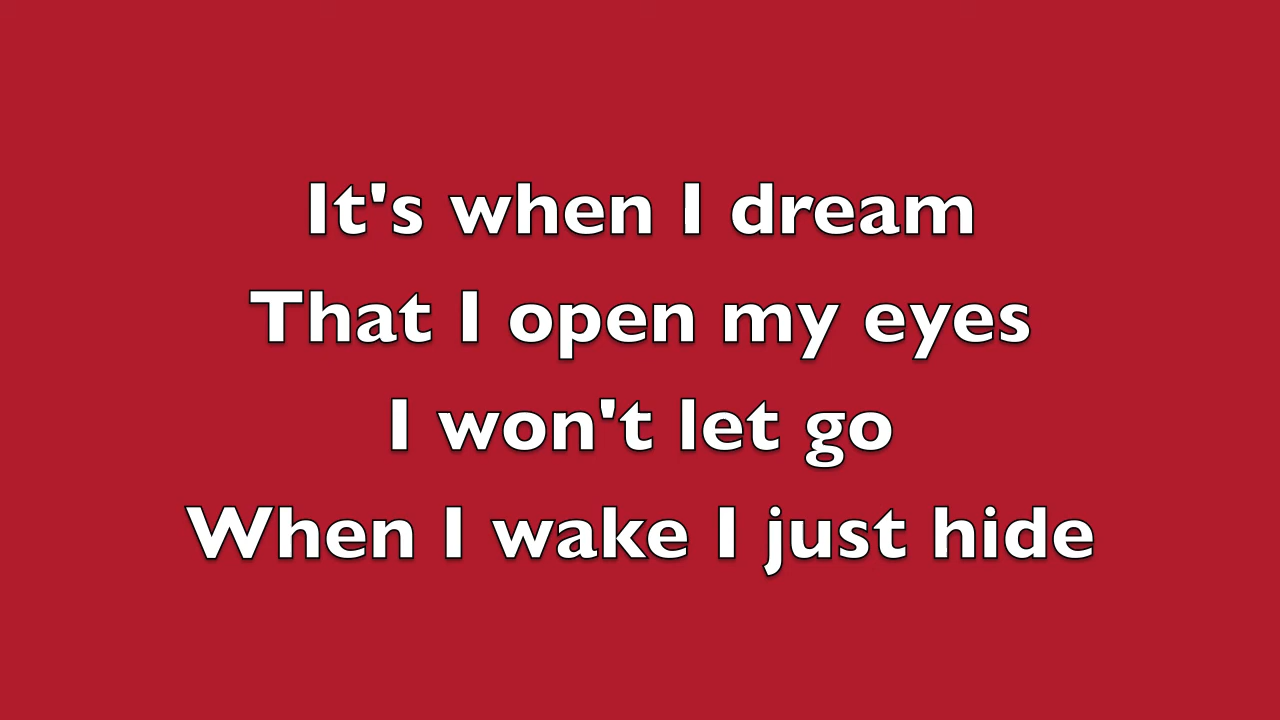 It's when I dream
That I open my eyes
I won't let go
When I wake I just hide